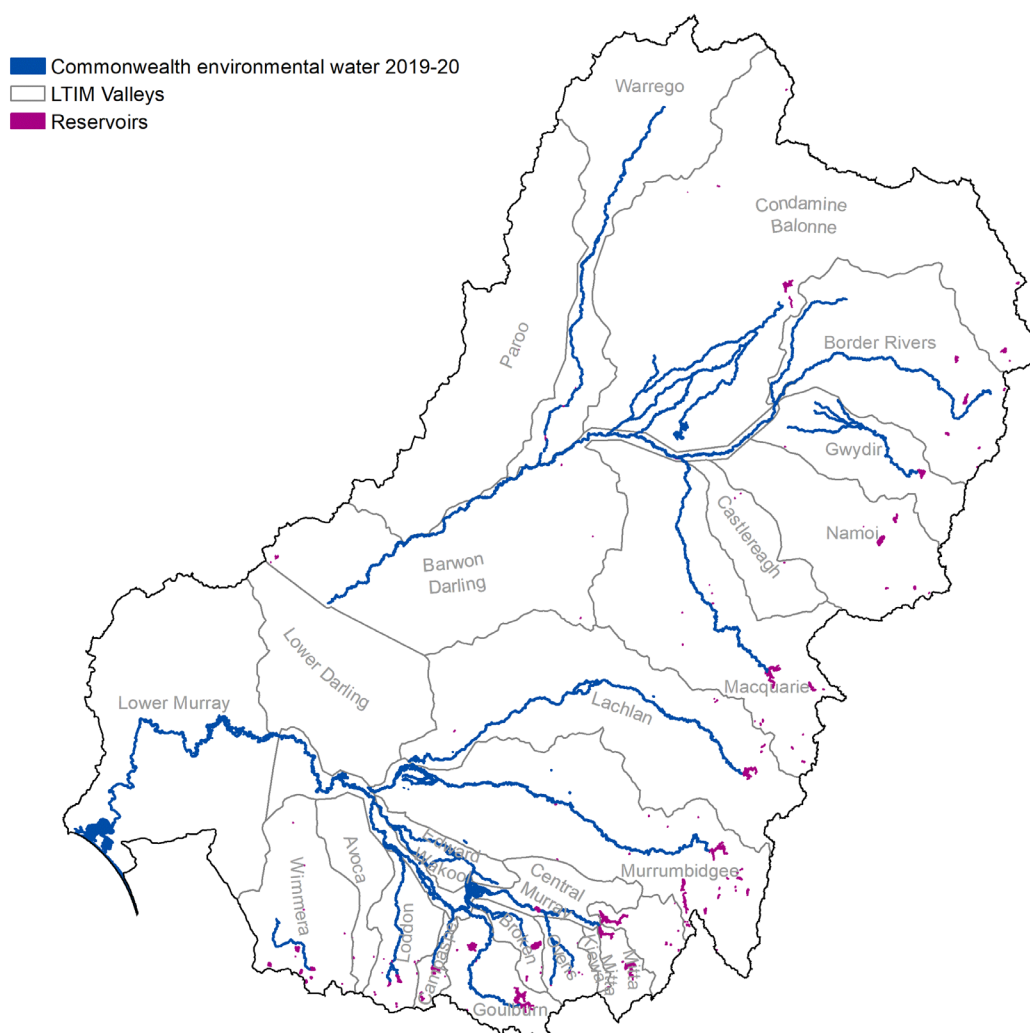 Commonwealth environmental water 2019-20
LTIM Valleys
Reservoirs
Warrego
Condamine
Balonne
Paroo
Border Rivers
Gwydir
Castlereagh
Namoi
Barwon
Darling
Lower Darling
Macquarie
Lower Murray
Lachlan
Edward
Wakool
Avoca
Wimmera
Central
Murray
Murrumbidgee
Loddon
Campaspe
Broken
Ovens
Kiewa
Mitta
Mitta
Goulburn